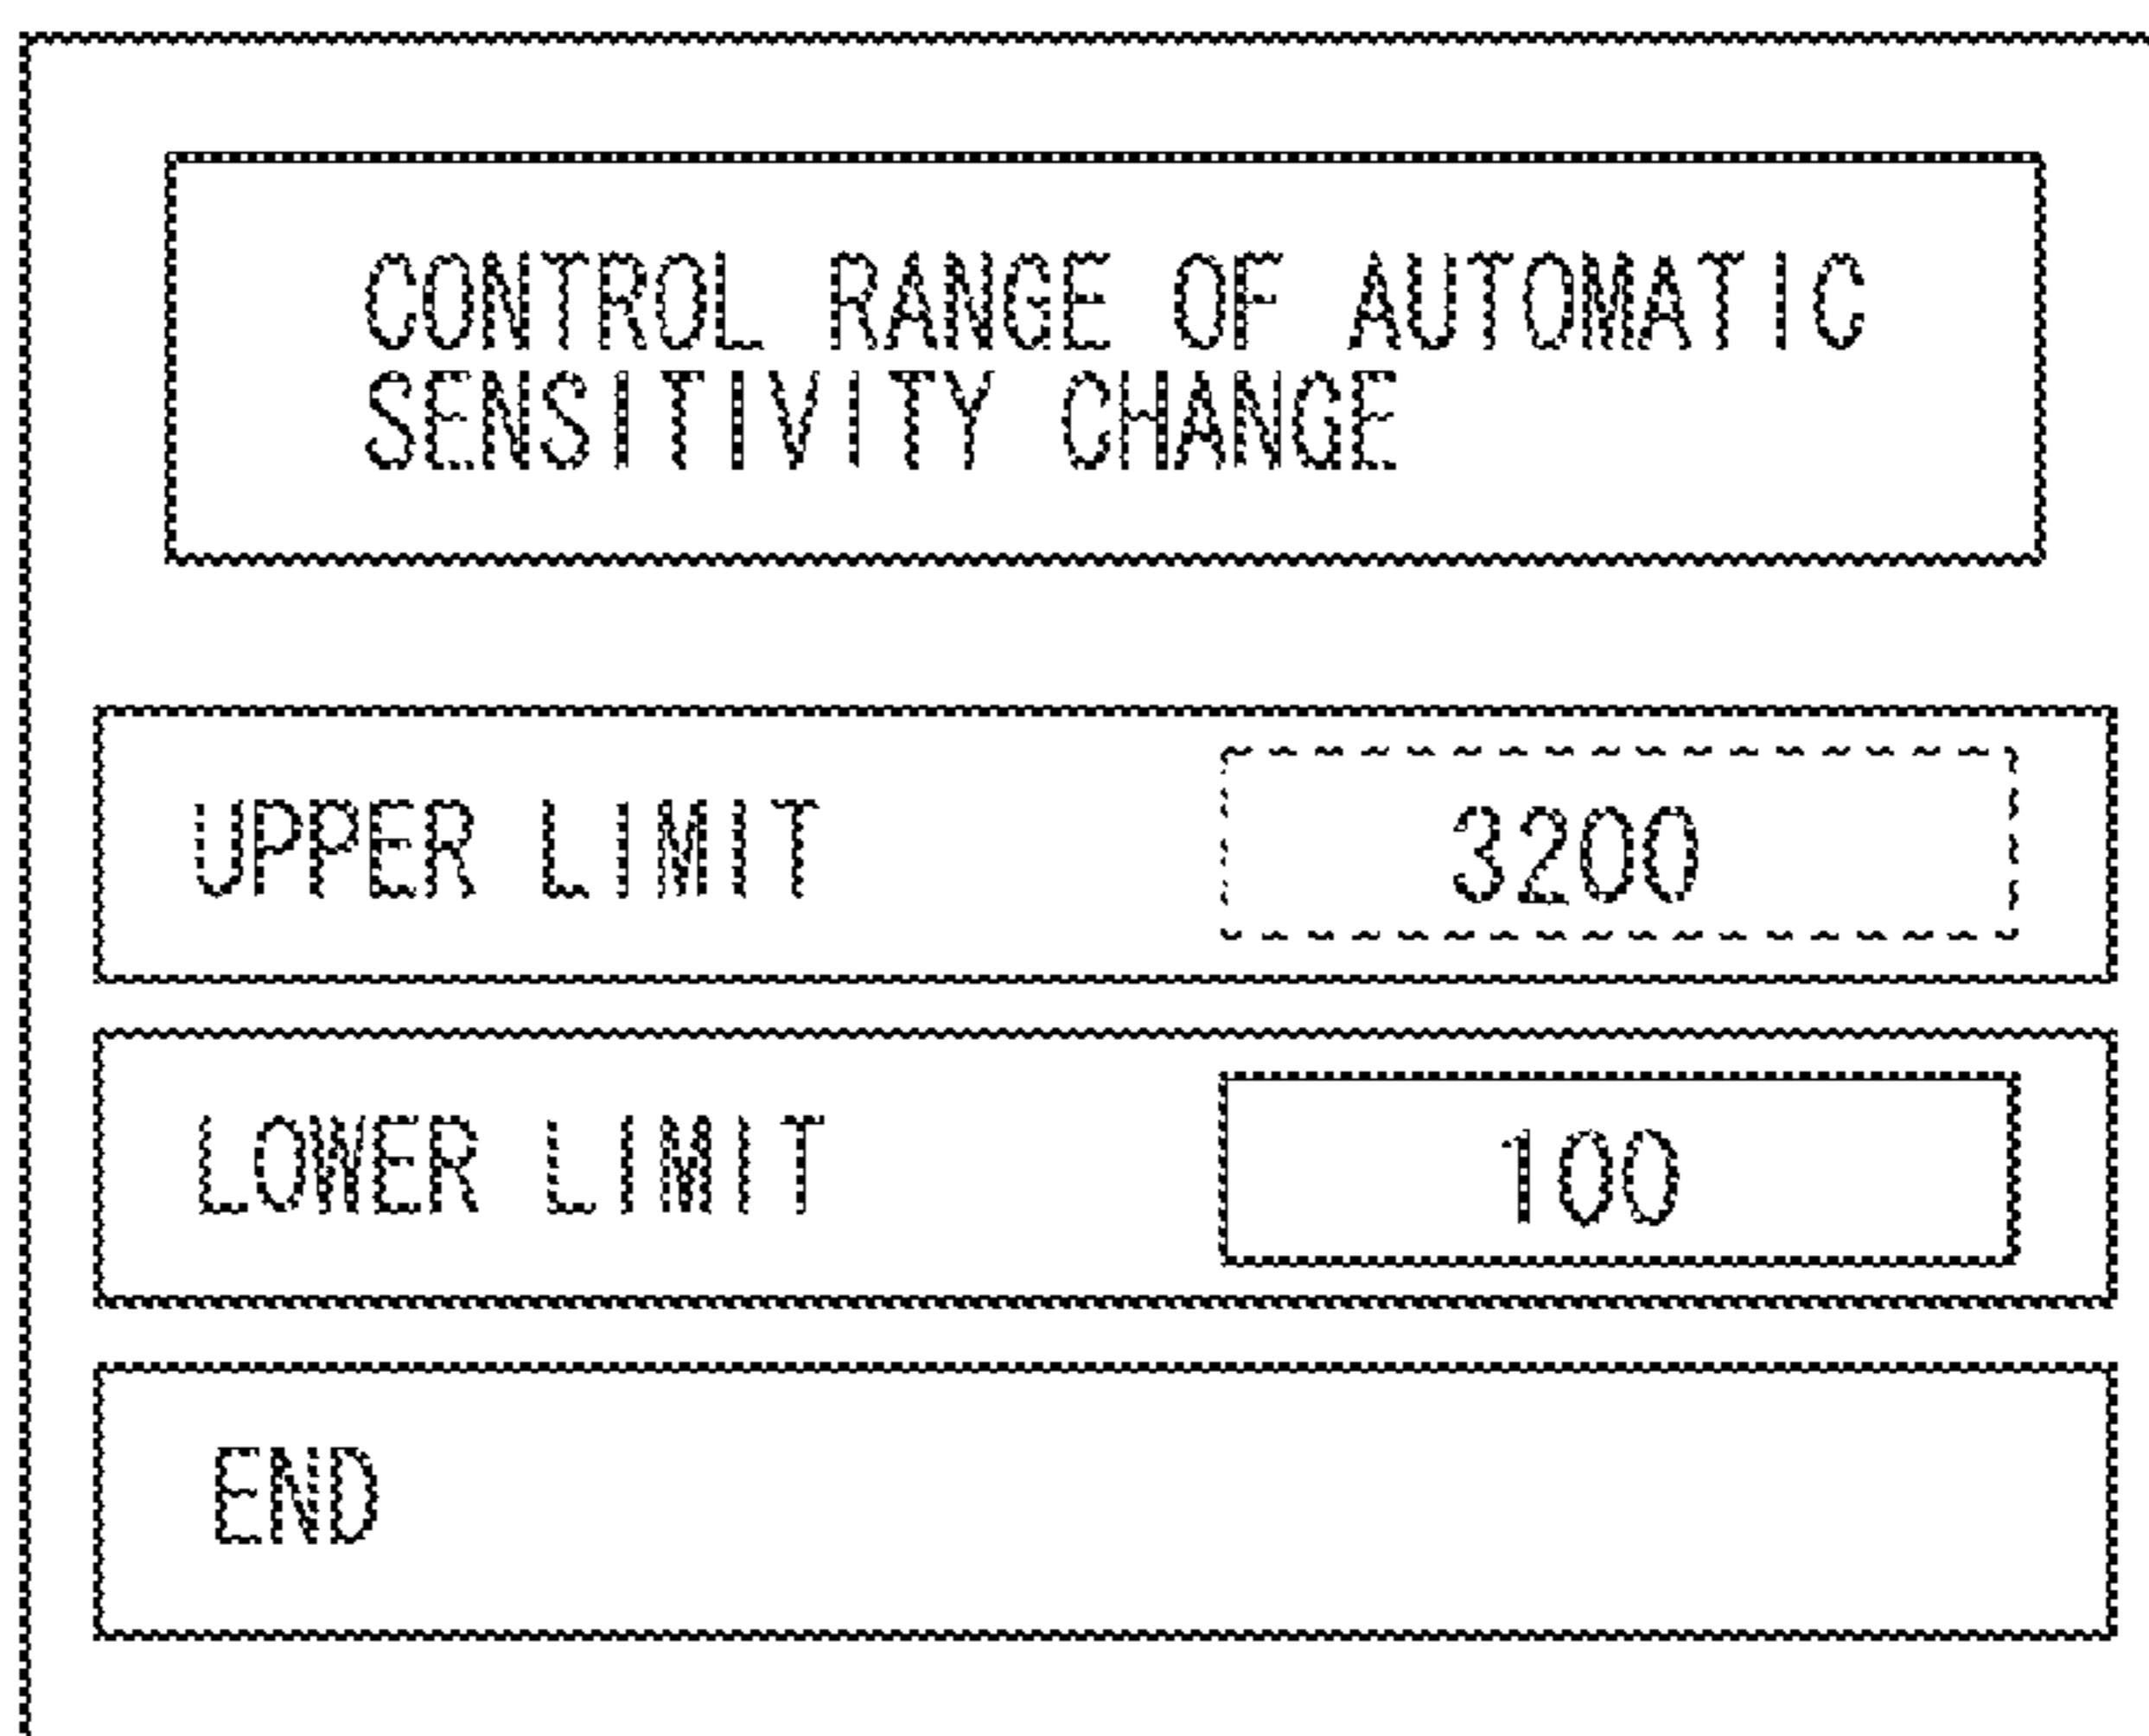 CONTROL RANGE OF AUTOMATIC
SENSITIVITY CHANGE
UPPER LIMIT 3200
LOWER LIMIT 100
END